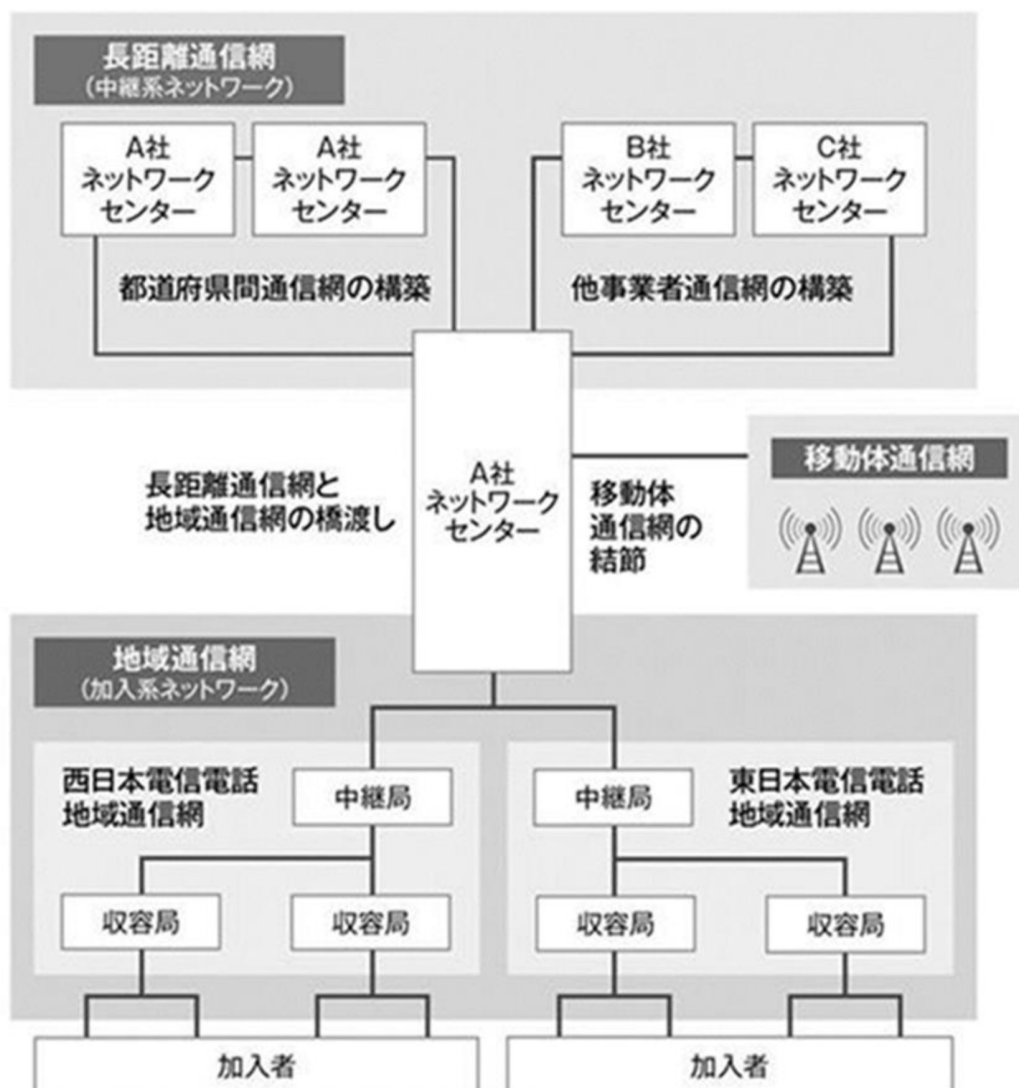 長距離通信網
（中継系ネットワーク）
A社
ネットワーク
センター
A社
ネットワーク
センター
B社
ネットワーク
センター
C社
ネットワーク
センター
都道府県間通信網の構築
他事業者通信網の構築
長距離通信網と
地域通信網の橋渡し
A社
ネットワーク
センター
移動体
通信網の
結節
移動体通信網
地域通信網
（加入系ネットワーク）
西日本電信電話
地域通信網
中継局
収容局
収容局
中継局
東日本電信電話
地域通信網
収容局
収容局
加入者
加入者